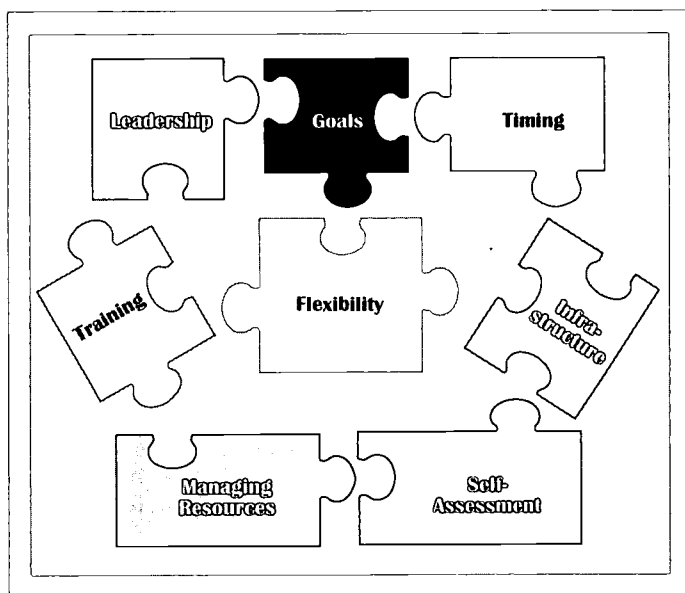 Leadership
Goals
Timing
Training
Flexibility
Infra-
structure
Managing
Resources
Self-
Assessment